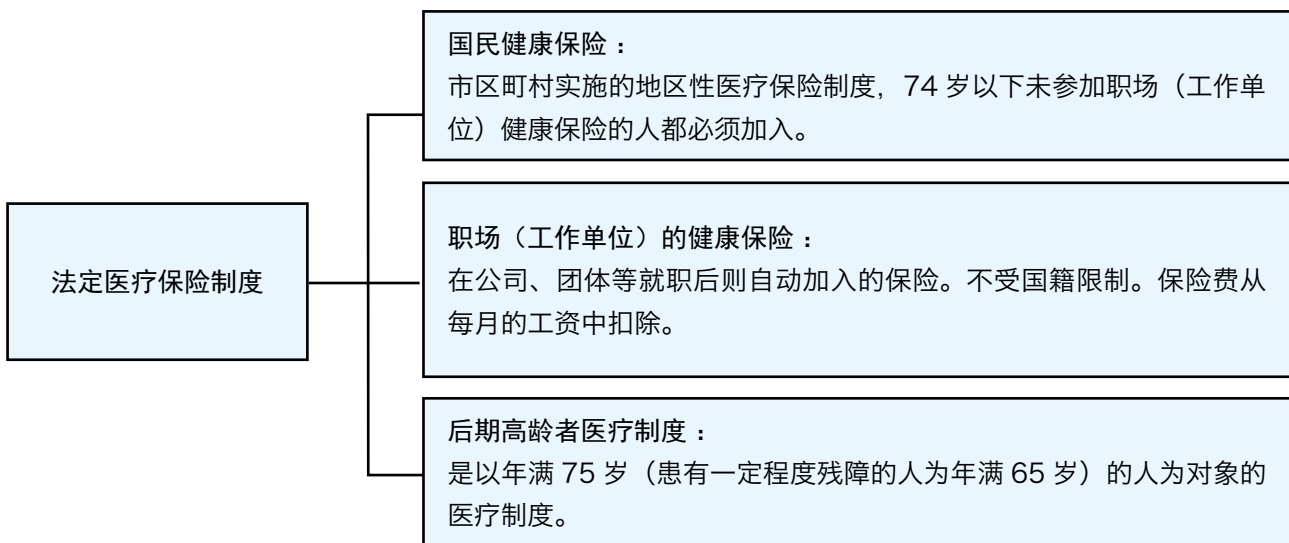 国民健康保险：
市区町村实施的地区性医疗保险制度，74 岁以下未参加职场（工作单
位）健康保险的人都必须加入。
法定医疗保险制度
职场（工作单位）的健康保险：
在公司、团体等就职后则自动加入的保险。不受国籍限制。保险费从
每月的工资中扣除。
后期高龄者医疗制度：
是以年满 75 岁（患有一定程度残障的人为年满 65 岁）的人为对象的
医疗制度。